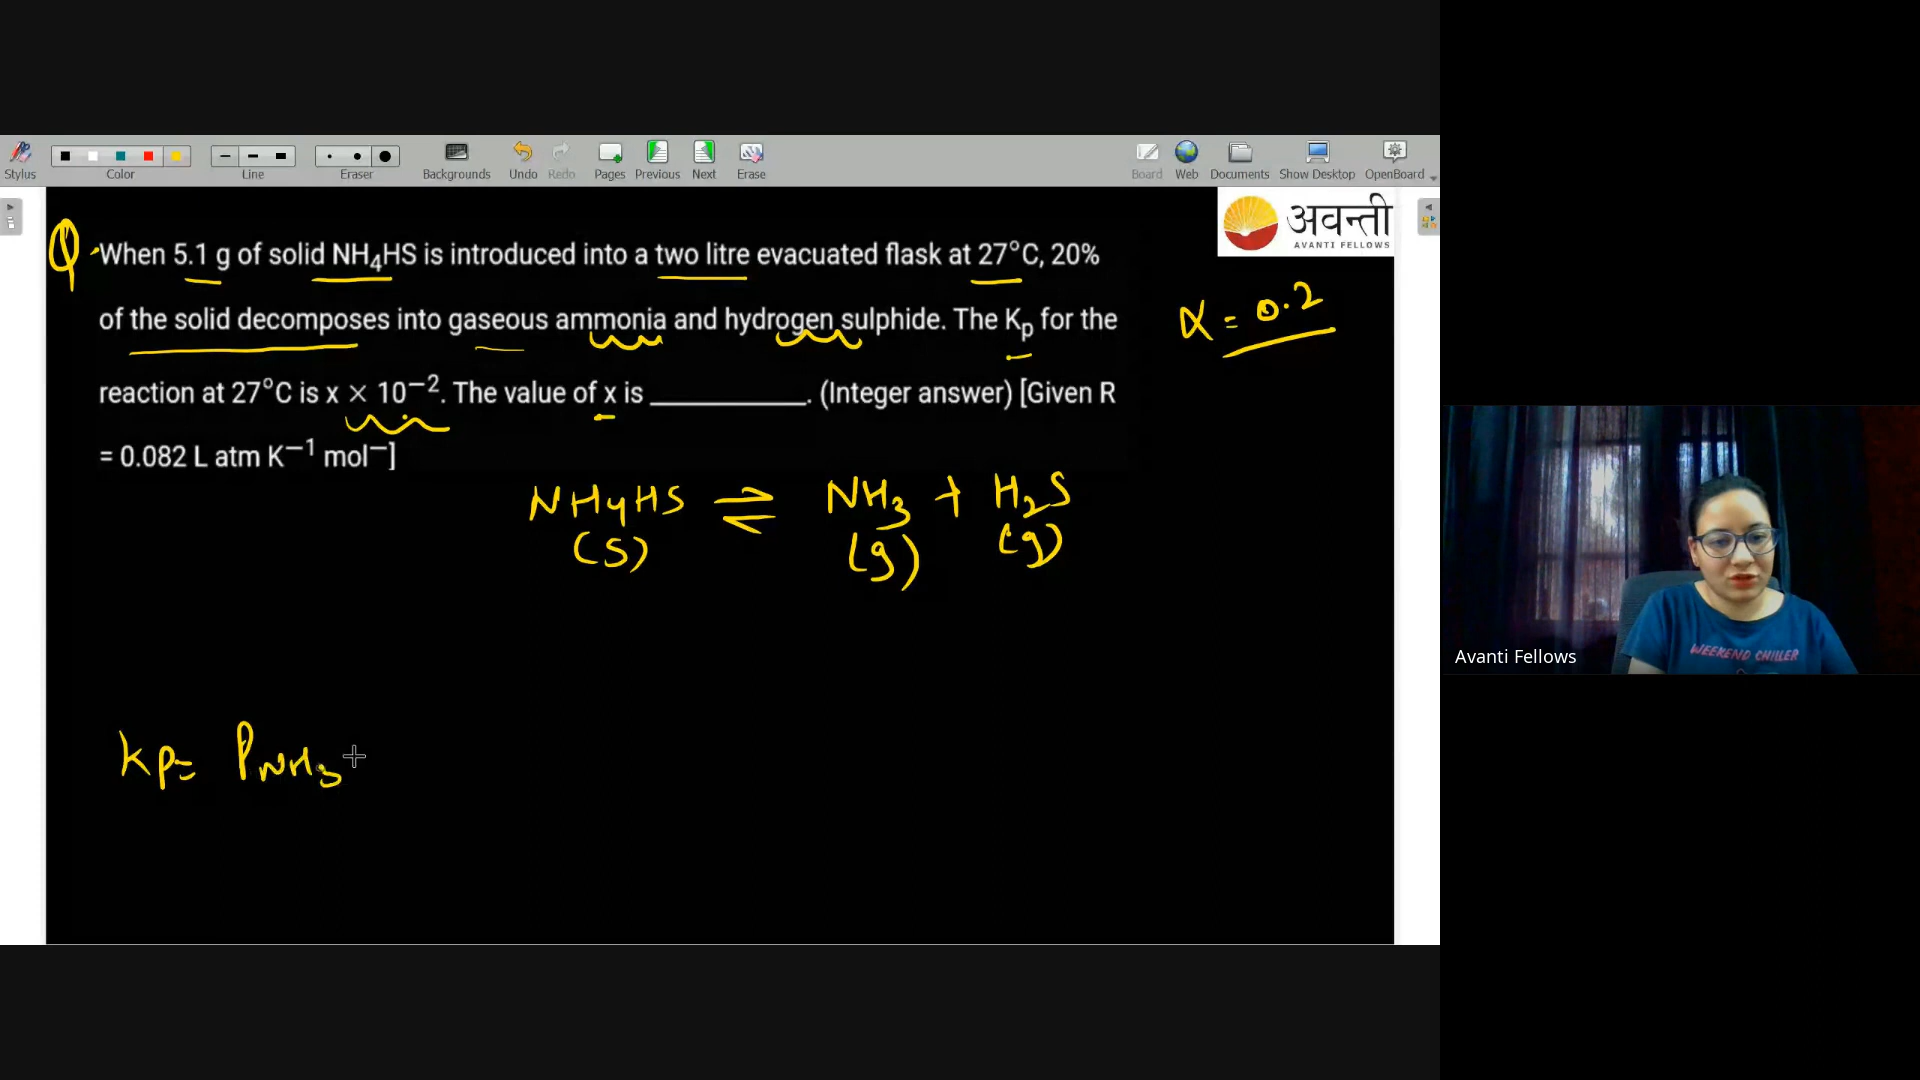 Stylus Color Line Eraser Backgrounds Undo Redo Pages Previous Next Erase Board Web Documents Show Desktop OpenBoard
अवन्ती
AVANTI FELLOWS
Q. When 5.1 g of solid NH₄HS is introduced into a two litre evacuated flask at 27°C, 20%
of the solid decomposes into gaseous ammonia and hydrogen sulphide. The Kₚ for the
α = 0.2
reaction at 27°C is x × 10⁻². The value of x is ____________. (Integer answer) [Given R
= 0.082 L atm K⁻¹ mol⁻]
NH4HS ⇌ NH3 + H2S
(s) (g) (g)
Kp = PNH3
WEEKEND CHILLER
Avanti Fellows